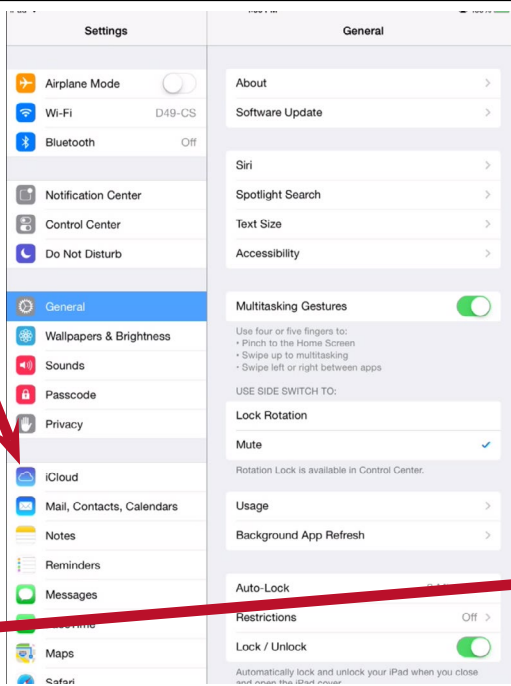 Settings
Airplane Mode
Wi-Fi D49-CS
Bluetooth Off
Notification Center
Control Center
Do Not Disturb
General
Wallpapers & Brightness
Sounds
Passcode
Privacy
iCloud
Mail, Contacts, Calendars
Notes
Reminders
Messages
Maps
Safari
General
About
Software Update
Siri
Spotlight Search
Text Size
Accessibility
Multitasking Gestures
Use four or five fingers to:
• Pinch to the Home Screen
• Swipe up to multitasking
• Swipe left or right between apps
USE SIDE SWITCH TO:
Lock Rotation
Mute
Rotation Lock is available in Control Center.
Usage
Background App Refresh
Auto-Lock
Restrictions Off
Lock / Unlock
Automatically lock and unlock your iPad when you close
and open the iPad cover.